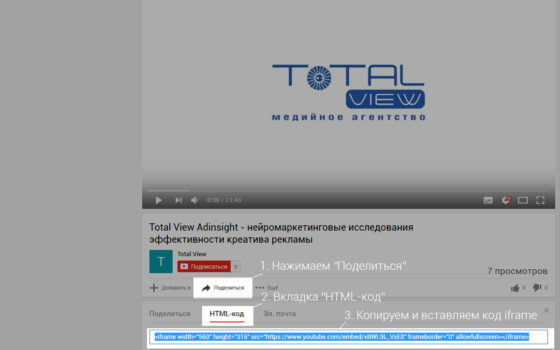 TOTAL
VIEW
медийное агентство
0:00 / 23:40
Total View Adinsight - нейромаркетинговые исследования
эффективности креатива рекламы
T
Total View
Подписаться 0
7 просмотров
1. Нажимаем "Поделиться"
Добавить в Поделиться Ещё 0 0
2. Вкладка "HTML-код"
Поделиться HTML-код Эл. почта
3. Копируем и вставляем код iframe
<iframe width="560" height="315" src="https://www.youtube.com/embed/xBWL9L_VxE8" frameborder="0" allowfullscreen></iframe>